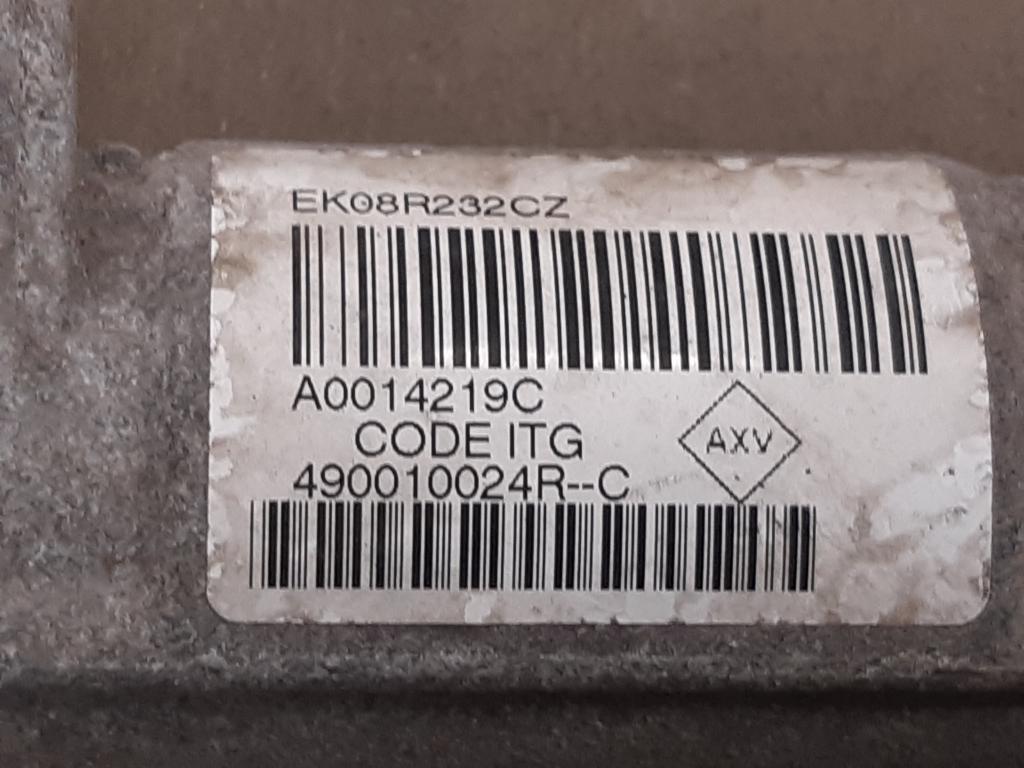 EK08R232CZ
A0014219C
CODE ITG
AXV
490010024R--C